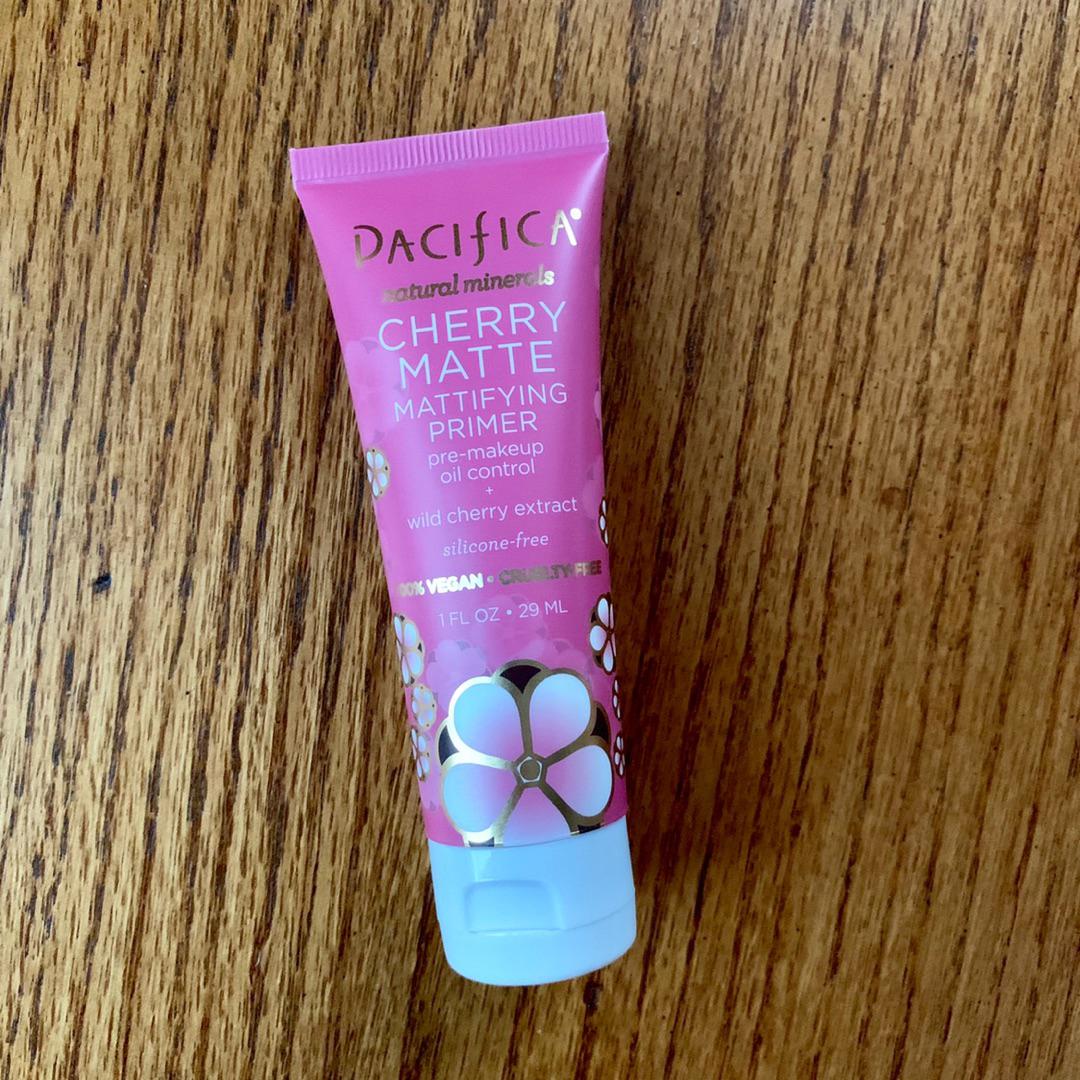 PACIFICA
natural minerals
CHERRY
MATTE
MATTIFYING
PRIMER
pre-makeup
oil control
+
wild cherry extract
silicone-free
100% VEGAN • CRUELTY-FREE
1 FL OZ • 29 ML